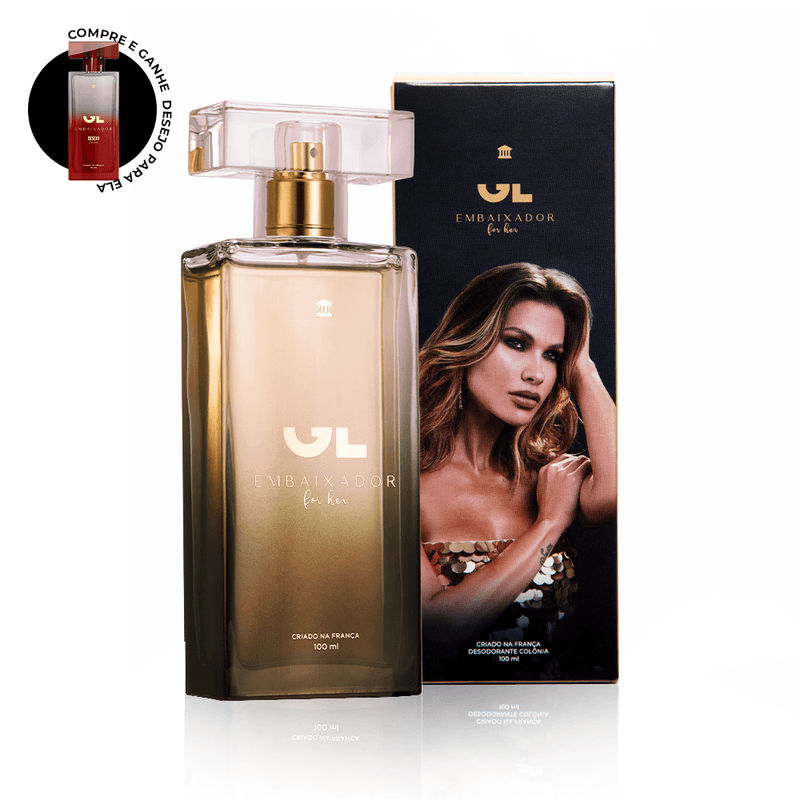 COMPRE E GANHE DESEJO PARA ELA
GL
EMBAIXADOR
DESEJO
GL
EMBAIXADOR
for her
CRIADO NA FRANÇA
100 ml
GL
EMBAIXADOR
for her
CRIADO NA FRANÇA
DESODORANTE COLÔNIA
100 ml